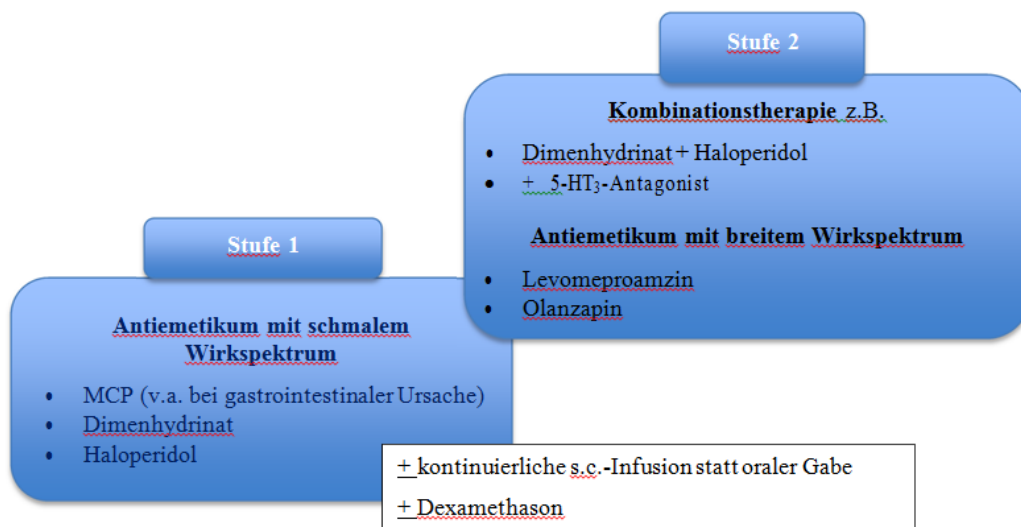 Stufe 2
Kombinationstherapie z.B.
• Dimenhydrinat + Haloperidol
• + 5-HT₃-Antagonist
Antiemetikum mit breitem Wirkspektrum
• Levomeproamzin
• Olanzapin
Stufe 1
Antiemetikum mit schmalem
Wirkspektrum
• MCP (v.a. bei gastrointestinaler Ursache)
• Dimenhydrinat
• Haloperidol
+ kontinuierliche s.c.-Infusion statt oraler Gabe
+ Dexamethason